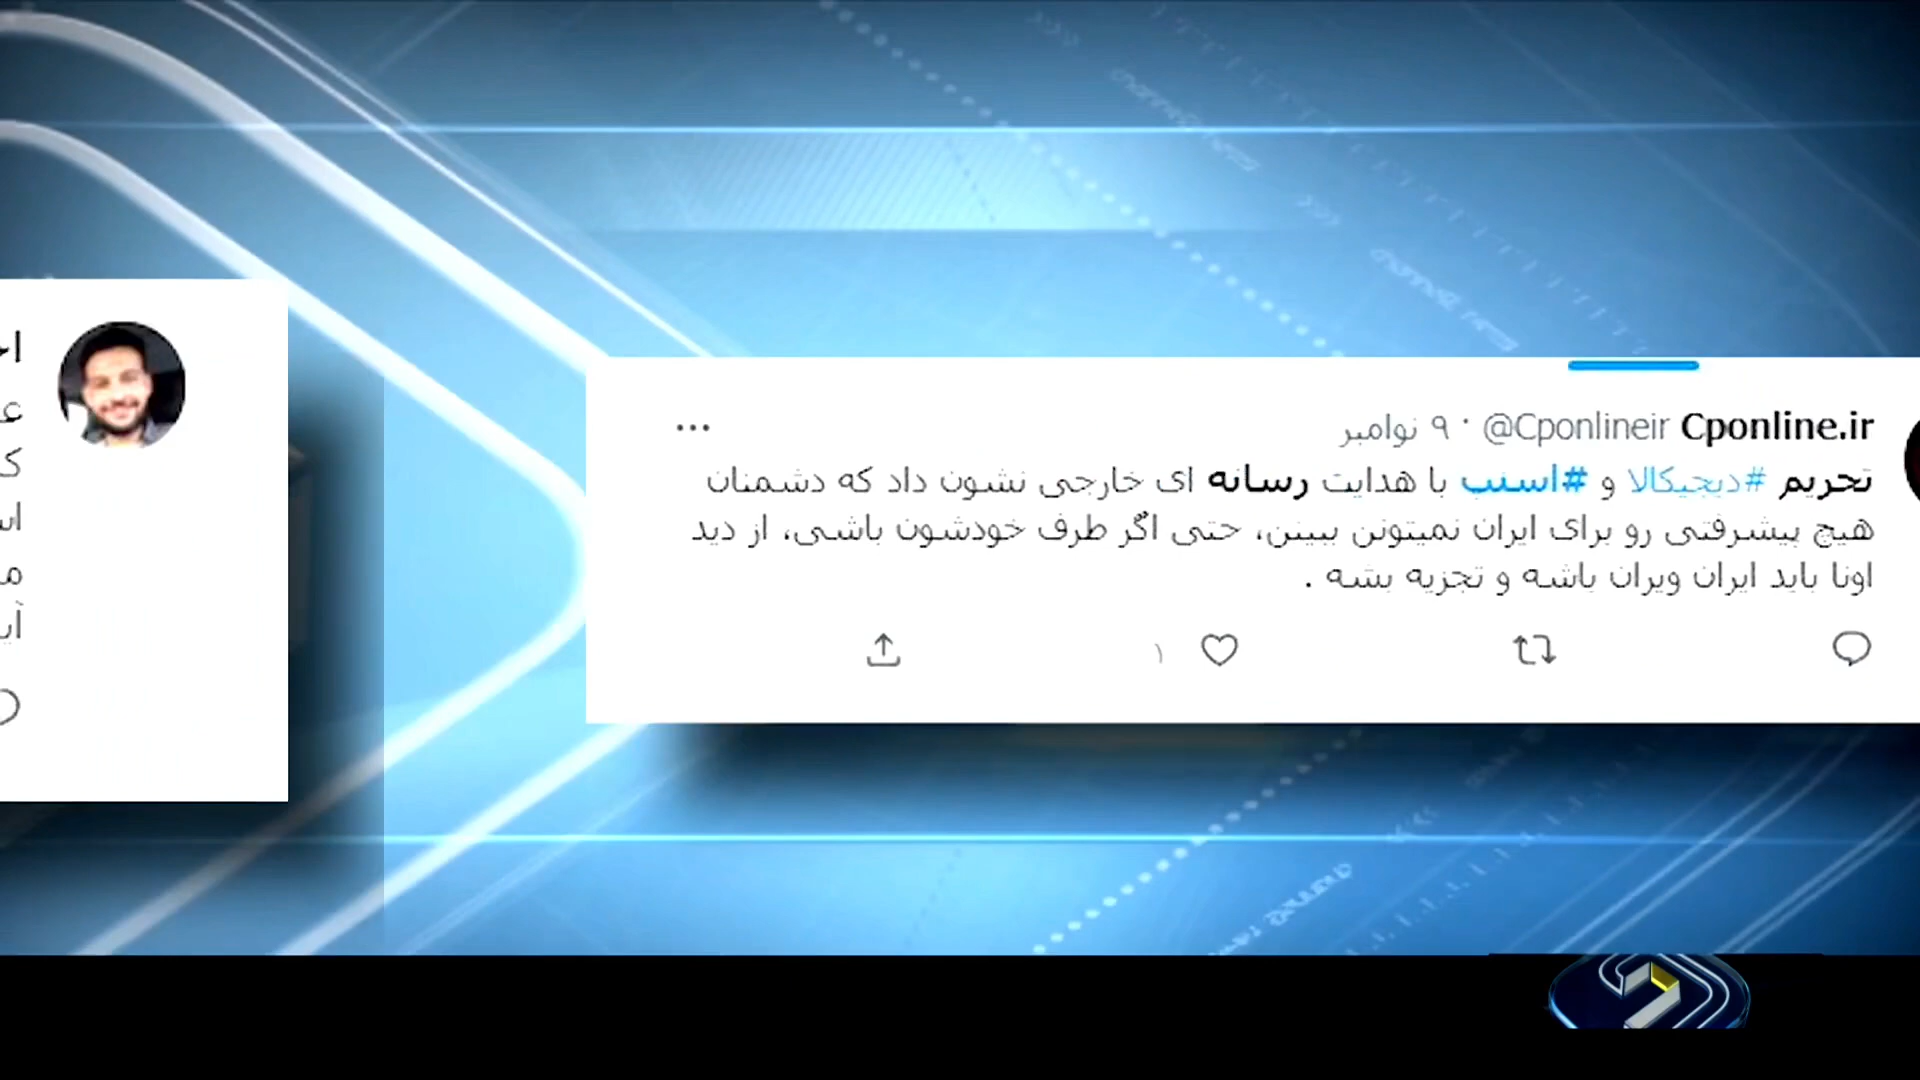 Cponline.ir @Cponlineir · ۹ نوامبر
تحریم #دیجیکالا و #اسنپ با هدایت رسانه ای خارجی نشون داد که دشمنان
هیچ پیشرفتی رو برای ایران نمیتونن ببینن، حتی اگر طرف خودشون باشی، از دید
اونا باید ایران ویران باشه و تجزیه بشه .
۱